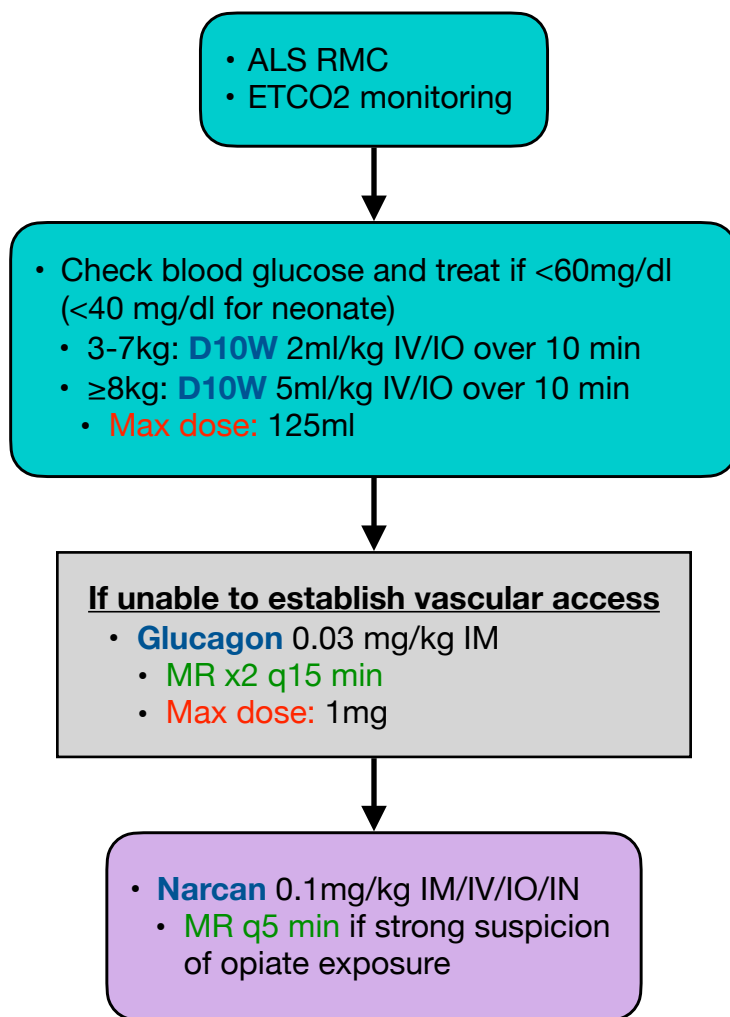 • ALS RMC
• ETCO2 monitoring
• Check blood glucose and treat if <60mg/dl
(<40 mg/dl for neonate)
• 3-7kg: D10W 2ml/kg IV/IO over 10 min
• ≥8kg: D10W 5ml/kg IV/IO over 10 min
• Max dose: 125ml
If unable to establish vascular access
• Glucagon 0.03 mg/kg IM
• MR x2 q15 min
• Max dose: 1mg
• Narcan 0.1mg/kg IM/IV/IO/IN
• MR q5 min if strong suspicion
of opiate exposure